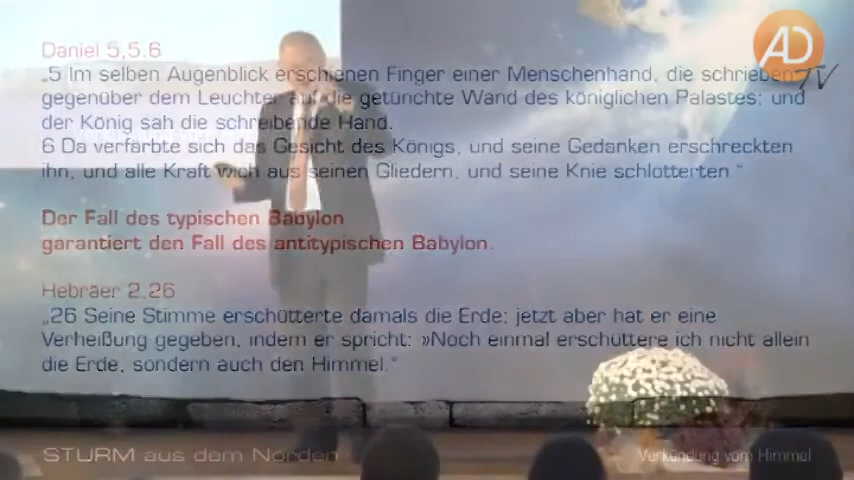 AD
TV
Daniel 5,5.6
„5 Im selben Augenblick erschienen Finger einer Menschenhand, die schrieben
gegenüber dem Leuchter auf die getünchte Wand des königlichen Palastes; und
der König sah die schreibende Hand.
6 Da verfärbte sich das Gesicht des Königs, und seine Gedanken erschreckten
ihn, und alle Kraft wich aus seinen Gliedern, und seine Knie schlotterten.“
Der Fall des typischen Babylon
garantiert den Fall des antitypischen Babylon.
Hebräer 2,26
„26 Seine Stimme erschütterte damals die Erde; jetzt aber hat er eine
Verheißung gegeben, indem er spricht: »Noch einmal erschüttere ich nicht allein
die Erde, sondern auch den Himmel.“
STURM aus dem Norden
Verkündung vom Himmel